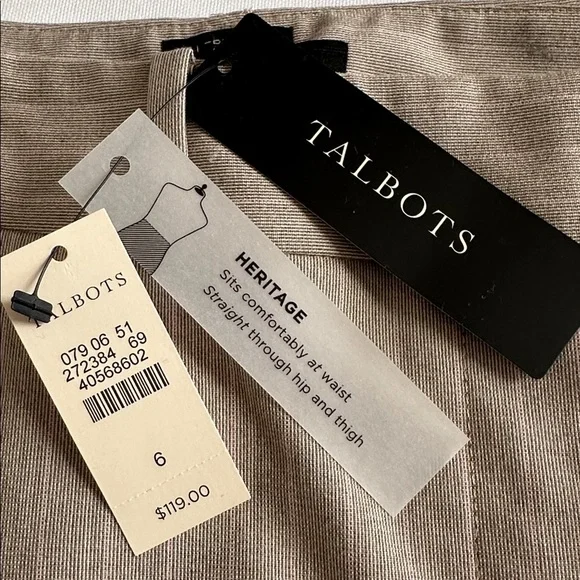 TALBOTS
HERITAGE
Sits comfortably at waist
Straight through hip and thigh
TALBOTS
079 06 51
272384 69
40568602
6
$119.00